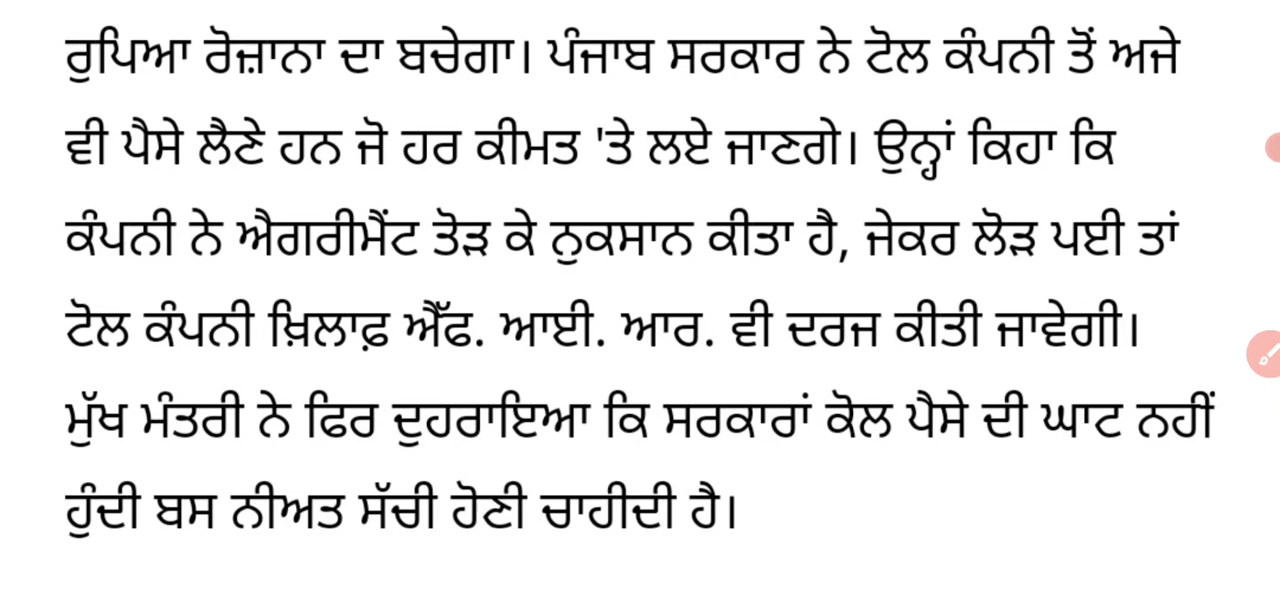 ਰੁਪਿਆ ਰੋਜ਼ਾਨਾ ਦਾ ਬਚੇਗਾ। ਪੰਜਾਬ ਸਰਕਾਰ ਨੇ ਟੋਲ ਕੰਪਨੀ ਤੋਂ ਅਜੇ
ਵੀ ਪੈਸੇ ਲੈਣੇ ਹਨ ਜੋ ਹਰ ਕੀਮਤ 'ਤੇ ਲਏ ਜਾਣਗੇ। ਉਨ੍ਹਾਂ ਕਿਹਾ ਕਿ
ਕੰਪਨੀ ਨੇ ਐਗਰੀਮੈਂਟ ਤੋੜ ਕੇ ਨੁਕਸਾਨ ਕੀਤਾ ਹੈ, ਜੇਕਰ ਲੋੜ ਪਈ ਤਾਂ
ਟੋਲ ਕੰਪਨੀ ਖ਼ਿਲਾਫ਼ ਐੱਫ. ਆਈ. ਆਰ. ਵੀ ਦਰਜ ਕੀਤੀ ਜਾਵੇਗੀ।
ਮੁੱਖ ਮੰਤਰੀ ਨੇ ਫਿਰ ਦੁਹਰਾਇਆ ਕਿ ਸਰਕਾਰਾਂ ਕੋਲ ਪੈਸੇ ਦੀ ਘਾਟ ਨਹੀਂ
ਹੁੰਦੀ ਬਸ ਨੀਅਤ ਸੱਚੀ ਹੋਣੀ ਚਾਹੀਦੀ ਹੈ।